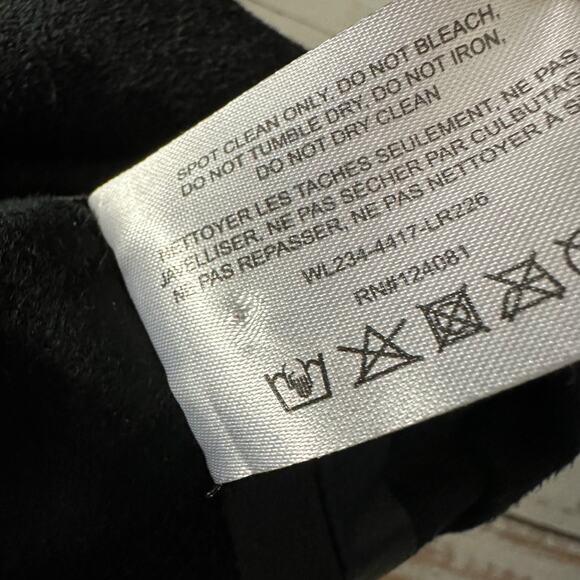 SPOT CLEAN ONLY, DO NOT BLEACH,
DO NOT TUMBLE DRY, DO NOT IRON,
DO NOT DRY CLEAN
NETTOYER LES TACHES SEULEMENT, NE PAS
JAVELLISER, NE PAS SÉCHER PAR CULBUTAGE
NE PAS REPASSER, NE PAS NETTOYER À S
WL234-4417-LR226
RN#124081